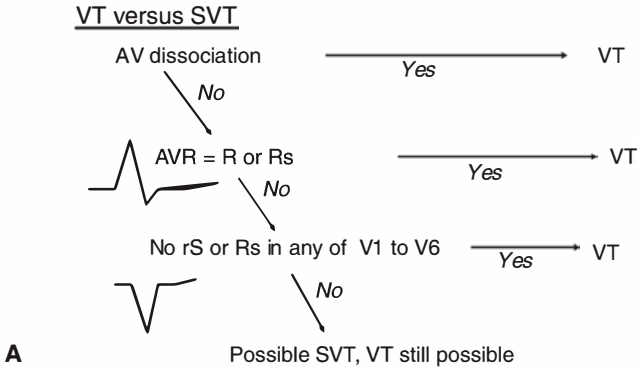 VT versus SVT
AV dissociation Yes VT
No
AVR = R or Rs Yes VT
No
No rS or Rs in any of V1 to V6 Yes VT
No
A Possible SVT, VT still possible